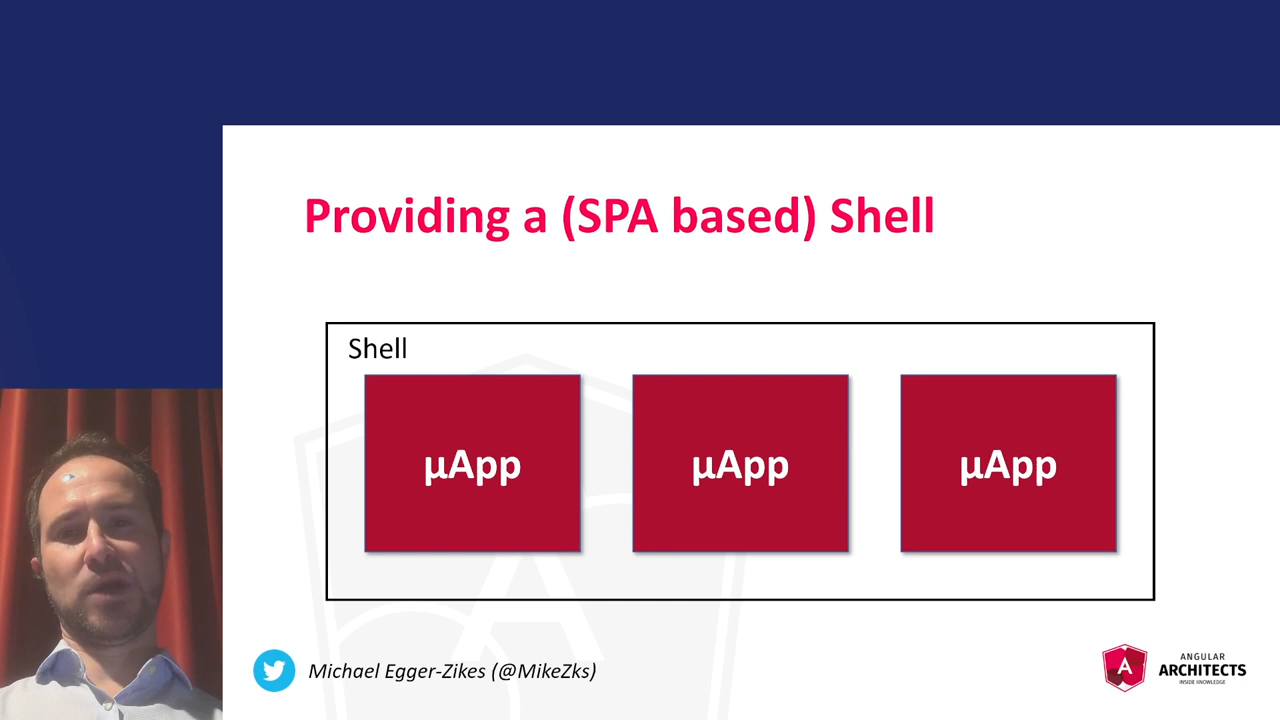 Providing a (SPA based) Shell
Shell
µApp
µApp
µApp
Michael Egger-Zikes (@MikeZks)
A
ANGULAR
ARCHITECTS
INSIDE KNOWLEDGE